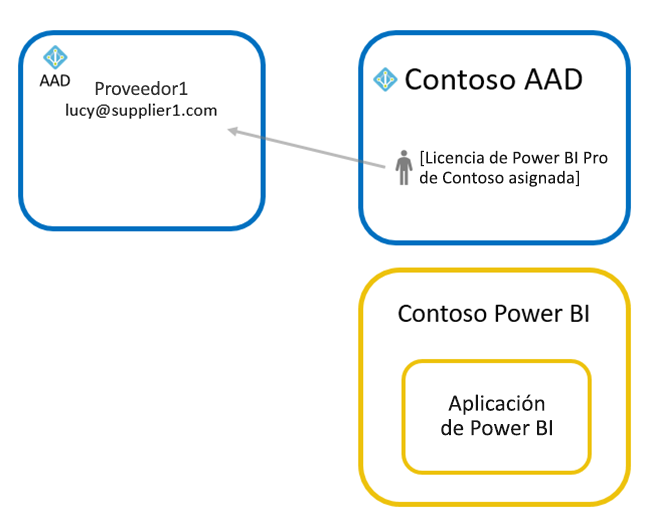 AAD
Proveedor1
lucy@supplier1.com
Contoso AAD
[Licencia de Power BI Pro
de Contoso asignada]
Contoso Power BI
Aplicación
de Power BI